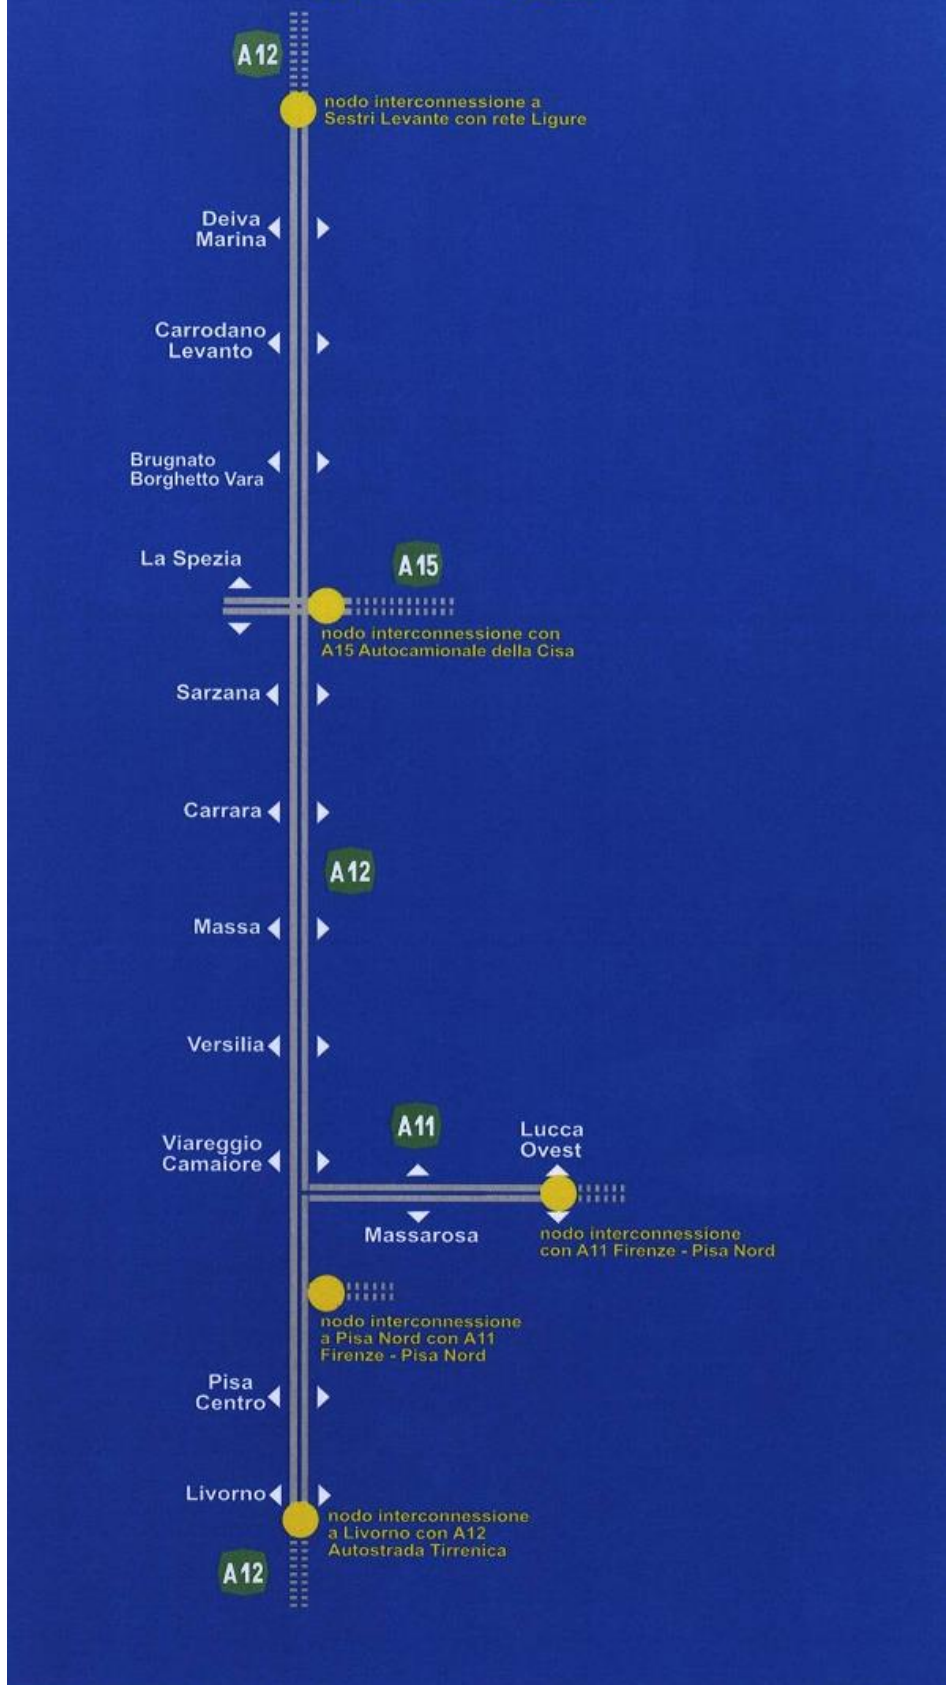 A12
nodo interconnessione a
Sestri Levante con rete Ligure
Deiva
Marina
Carrodano
Levanto
Brugnato
Borghetto Vara
La Spezia
A15
nodo interconnessione con
A15 Autocamionale della Cisa
Sarzana
Carrara
A12
Massa
Versilia
A11
Lucca
Ovest
Viareggio
Camaiore
Massarosa
nodo interconnessione
con A11 Firenze - Pisa Nord
nodo interconnessione
a Pisa Nord con A11
Firenze - Pisa Nord
Pisa
Centro
Livorno
nodo interconnessione
a Livorno con A12
Autostrada Tirrenica
A12